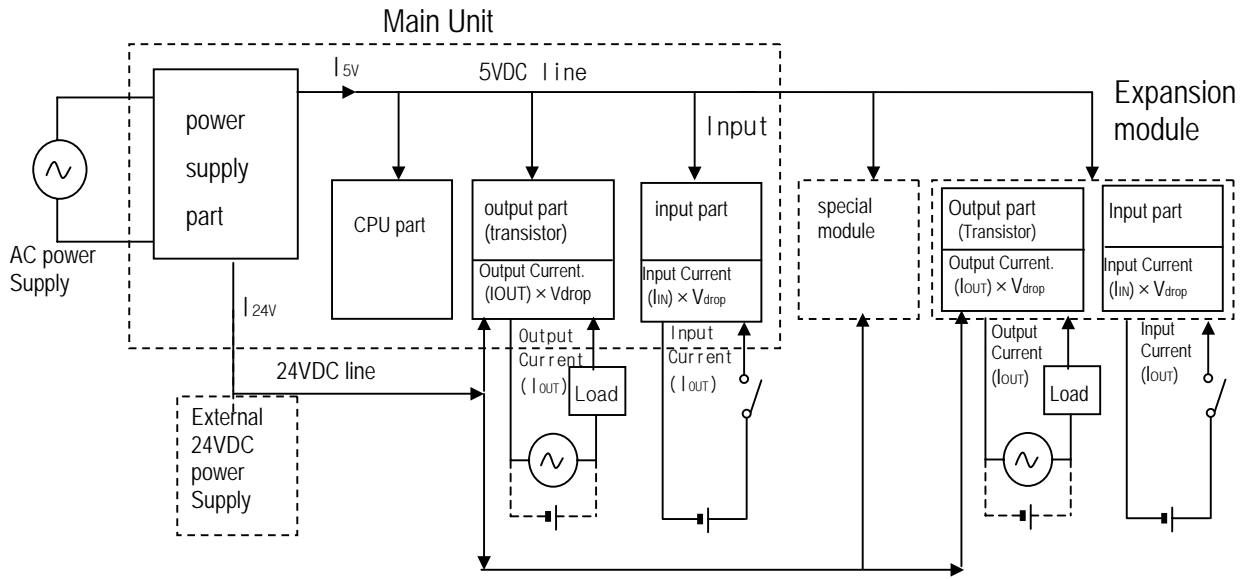 Main Unit
I5V
5VDC line
Expansion
module
power
supply
part
Input
AC power
Supply
CPU part
output part
(transistor)
Output Current.
(IOUT) × Vdrop
input part
Input Current
(IIN) × Vdrop
special
module
Output part
(Transistor)
Output Current.
(IOUT) × Vdrop
Input part
Input Current
(IIN) × Vdrop
I24V
24VDC line
Output
Current
(IOUT)
Load
Input
Current
(IOUT)
Output
Current
(IOUT)
Load
Input
Current
(IOUT)
External
24VDC
power
Supply